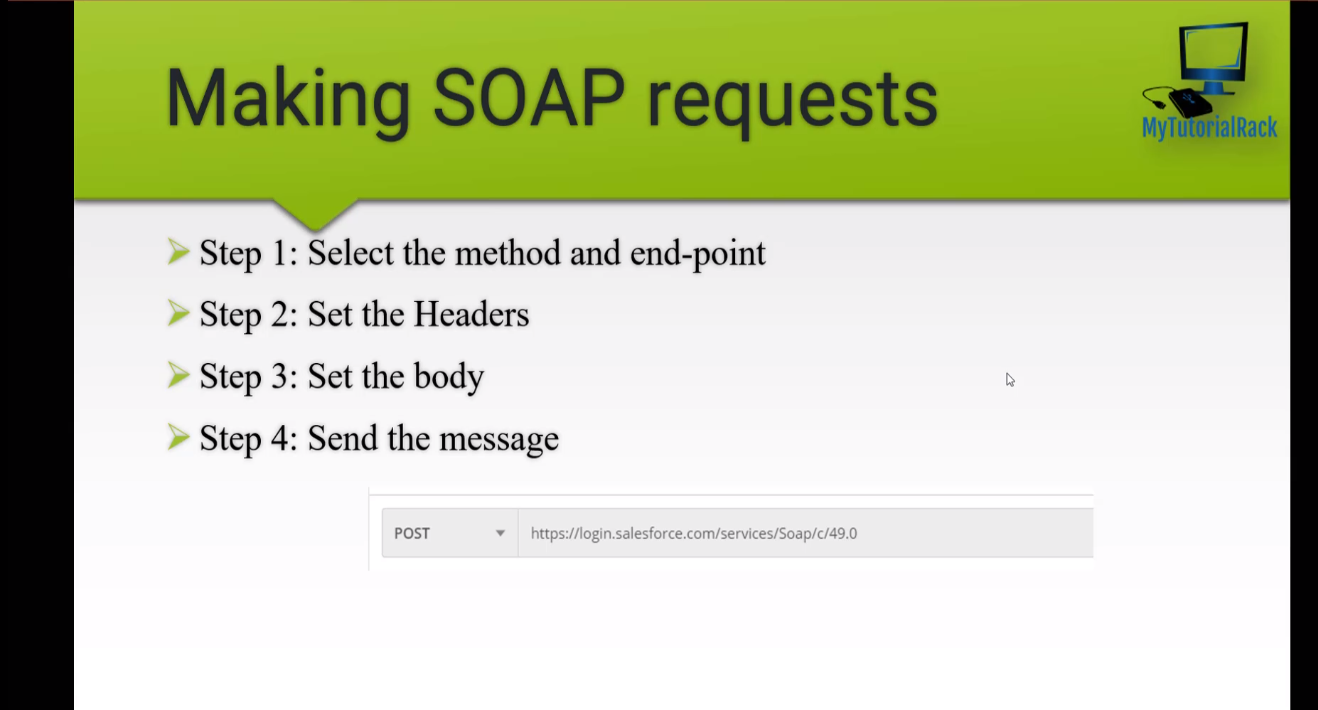 Making SOAP requests
MyTutorialRack
Step 1: Select the method and end-point
Step 2: Set the Headers
Step 3: Set the body
Step 4: Send the message
POST https://login.salesforce.com/services/Soap/c/49.0